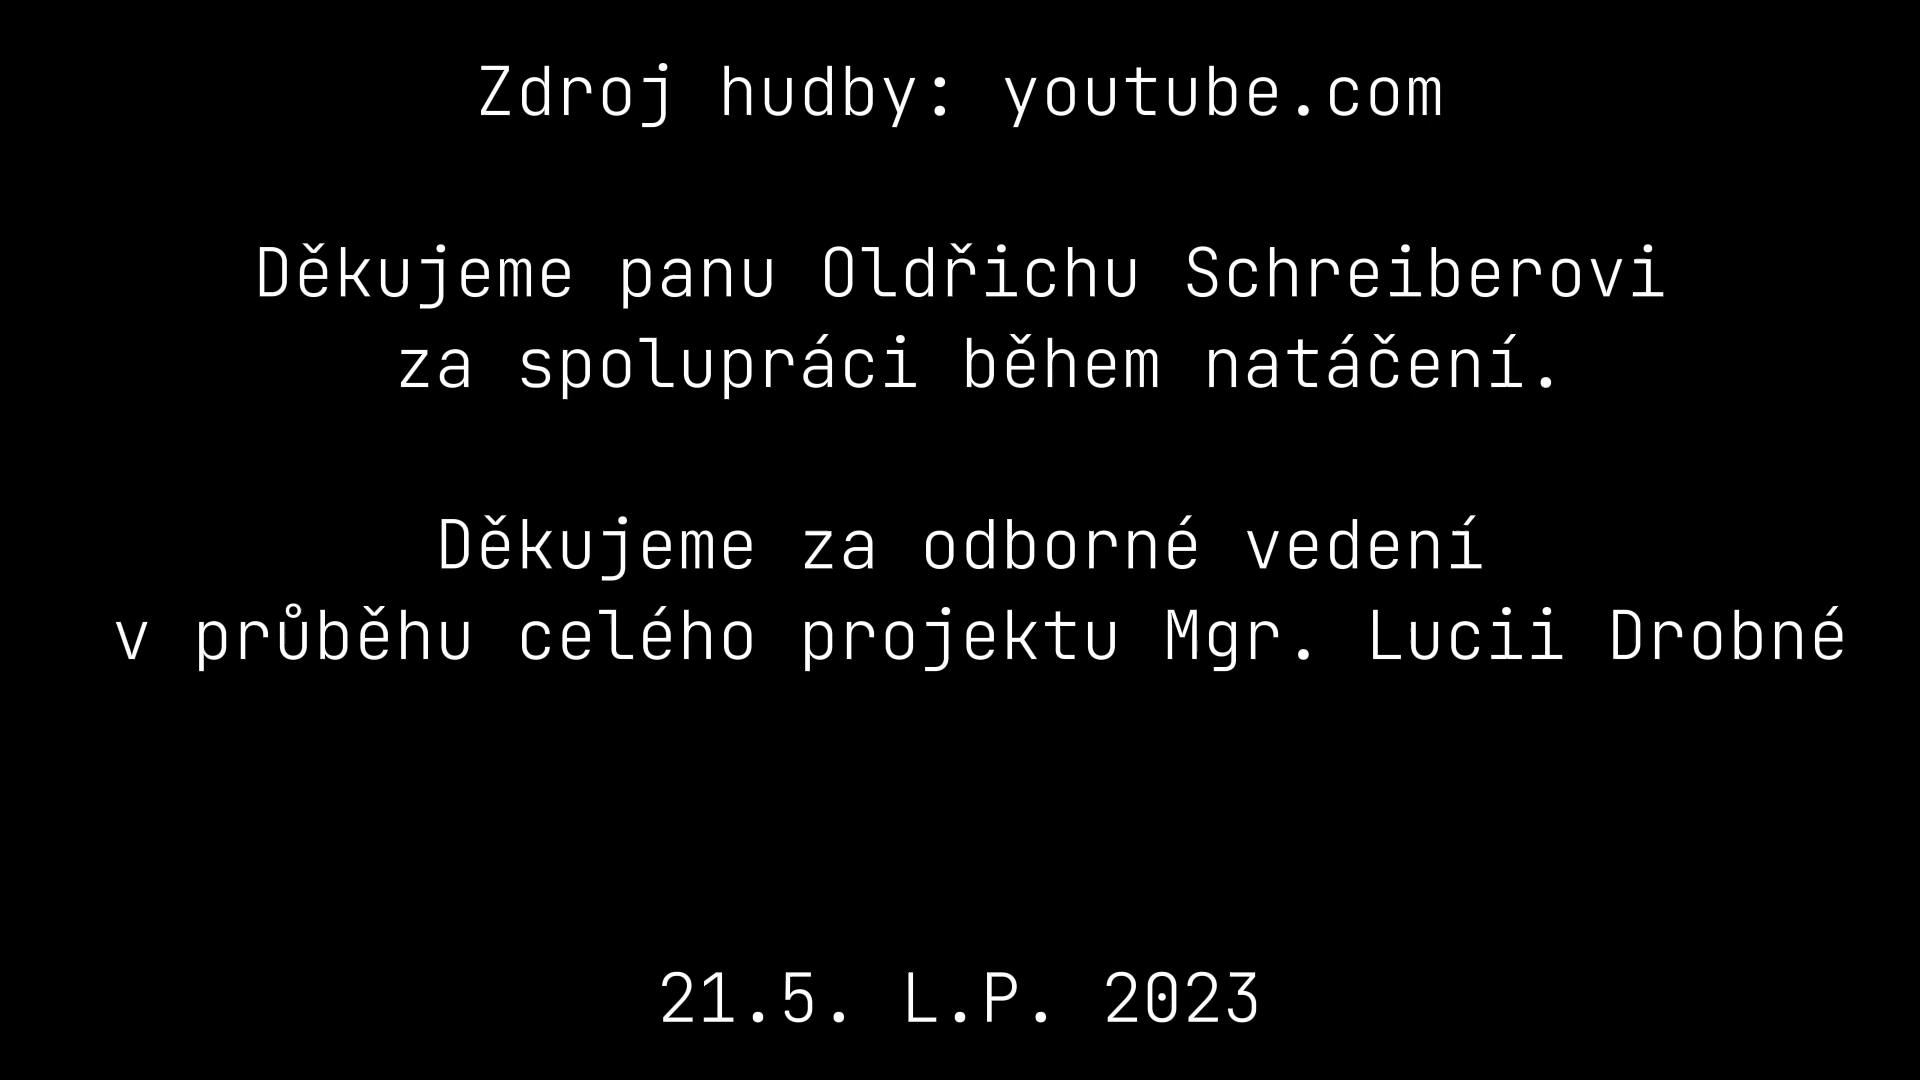 Zdroj hudby: youtube.com
Děkujeme panu Oldřichu Schreiberovi
za spolupráci během natáčení.
Děkujeme za odborné vedení
v průběhu celého projektu Mgr. Lucii Drobné
21.5. L.P. 2023